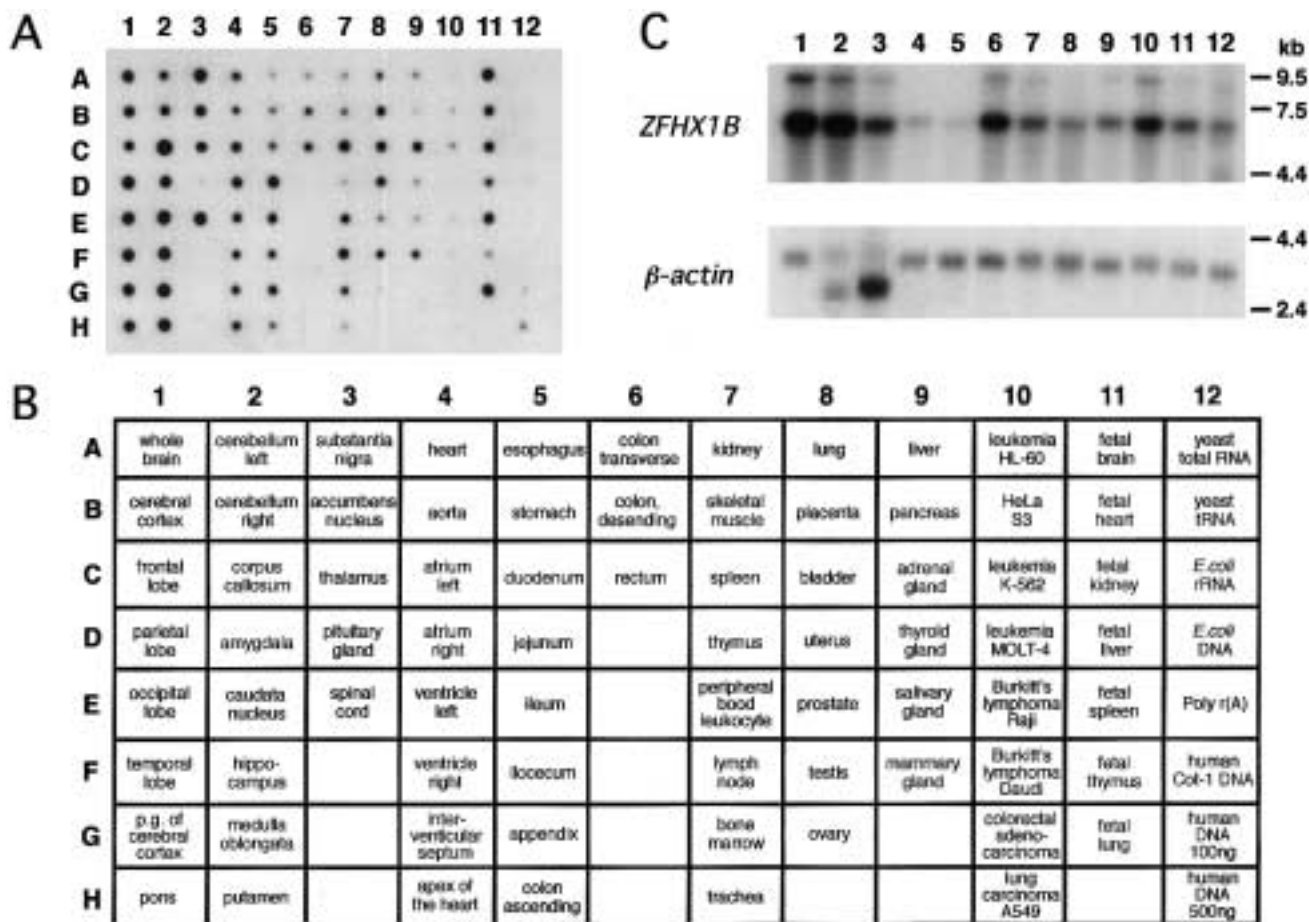 A
1 2 3 4 5 6 7 8 9 10 11 12
A
B
C
D
E
F
G
H
C
1 2 3 4 5 6 7 8 9 10 11 12 kb
ZFHX1B
9.5
7.5
4.4
β-actin
4.4
2.4
B
1 2 3 4 5 6 7 8 9 10 11 12
A
whole
brain
cerebellum
left
substantia
nigra
heart
esophagus
colon
transverse
kidney
lung
liver
leukemia
HL-60
fetal
brain
yeast
total RNA
B
cerebral
cortex
cerebellum
right
accumbens
nucleus
aorta
stomach
colon,
desending
skeletal
muscle
placenta
pancreas
HeLa
S3
fetal
heart
yeast
tRNA
C
frontal
lobe
corpus
callosum
thalamus
atrium
left
duodenum
rectum
spleen
bladder
adrenal
gland
leukemia
K-562
fetal
kidney
E.coli
rRNA
D
parietal
lobe
amygdala
pituitary
gland
atrium
right
jejunum
thymus
uterus
thyroid
gland
leukemia
MOLT-4
fetal
liver
E.coli
DNA
E
occipital
lobe
caudate
nucleus
spinal
cord
ventricle
left
ileum
peripheral
bood
leukocyte
prostate
salivary
gland
Burkitt's
lymphoma
Raji
fetal
spleen
Poly r(A)
F
temporal
lobe
hippo-
campus
ventricle
right
ilocecum
lymph
node
testis
mammary
gland
Burkitt's
lymphoma
Daudi
fetal
thymus
human
Cot-1 DNA
G
p.g. of
cerebral
cortex
medulla
oblongata
inter-
ventricular
septum
appendix
bone
marrow
ovary
colorectal
adeno-
carcinoma
fetal
lung
human
DNA
100ng
H
pons
putamen
apex of
the heart
colon
ascending
trachea
lung
carcinoma
A549
human
DNA
500ng